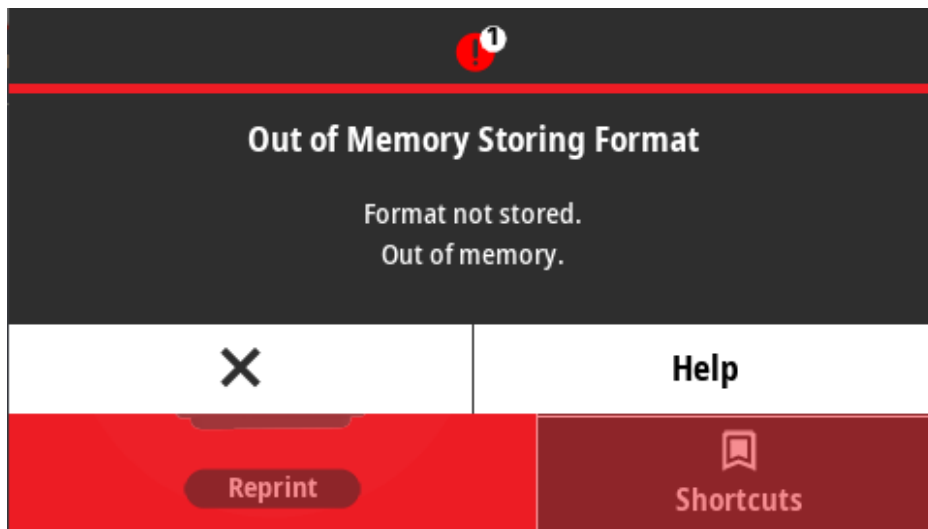 1
Out of Memory Storing Format
Format not stored.
Out of memory.
Help
Reprint
Shortcuts